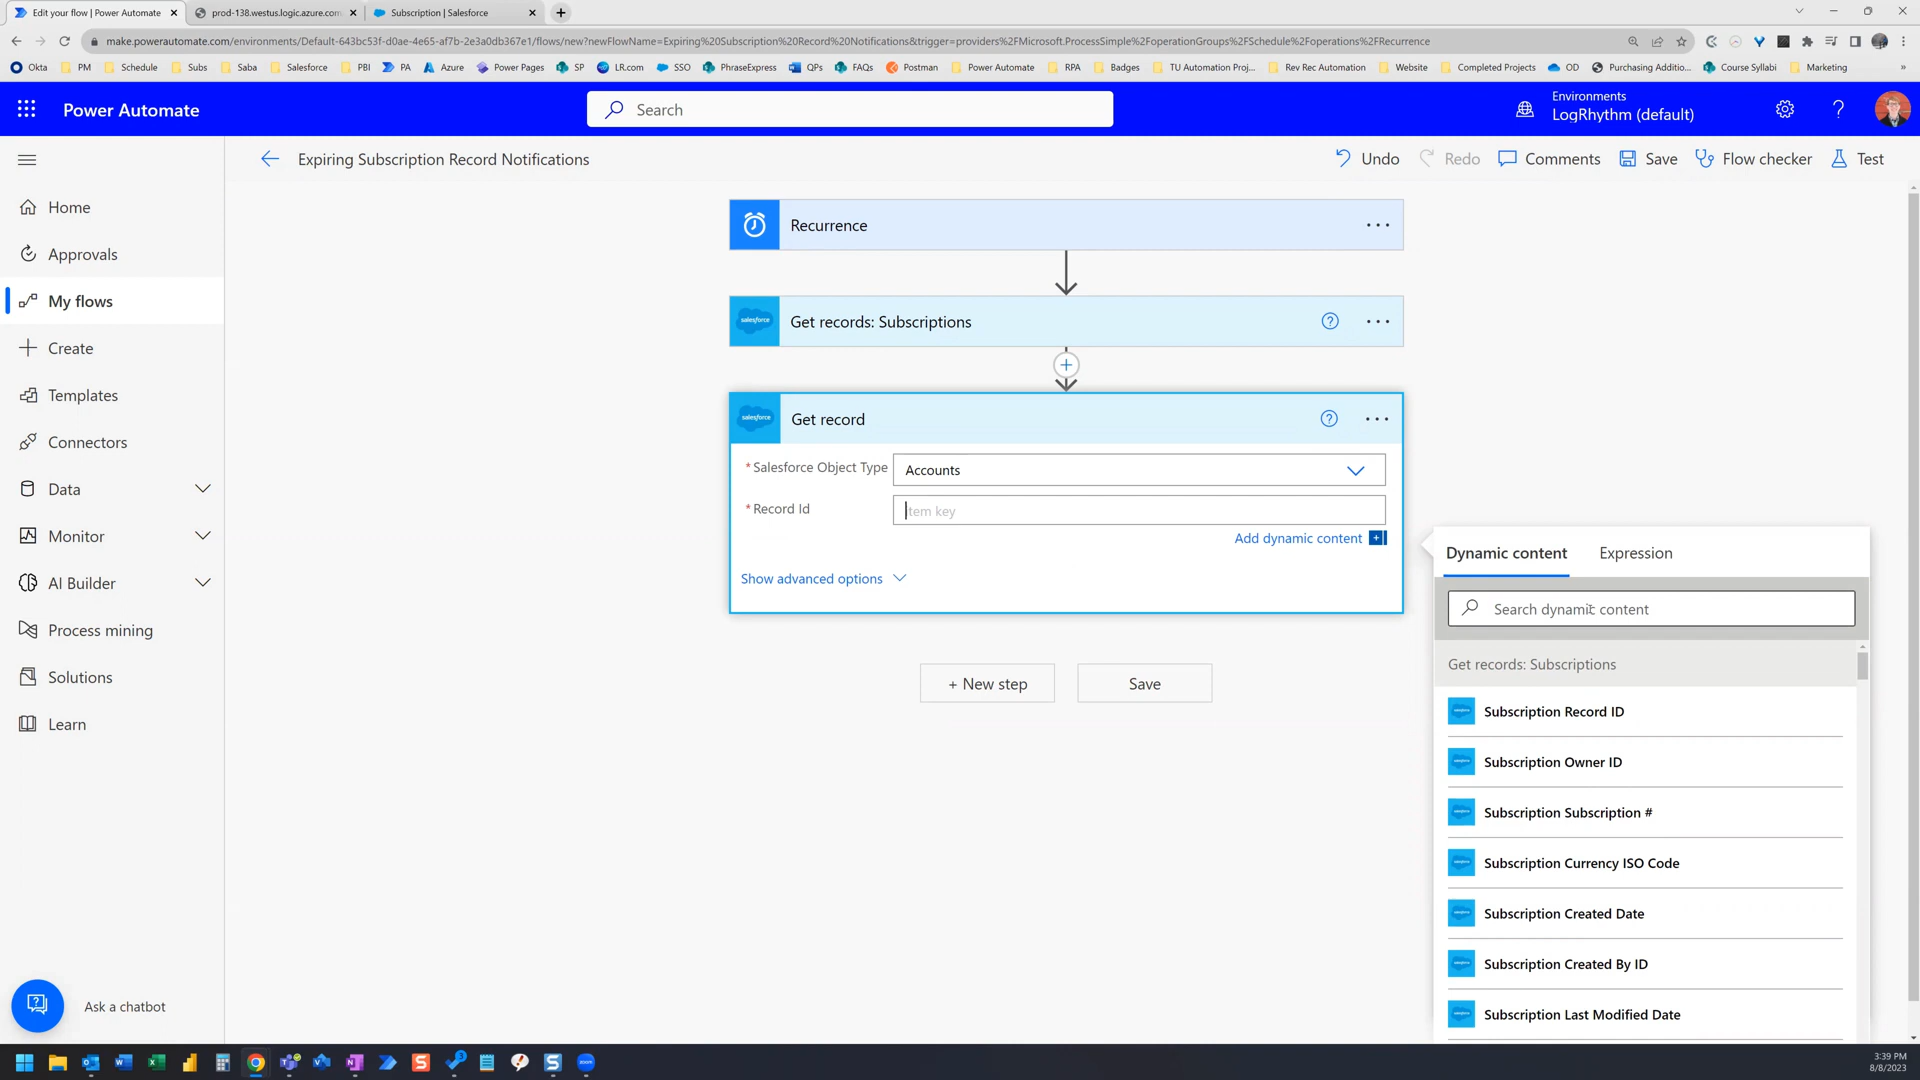 Edit your flow | Power Automate
prod-138.westus.logic.azure.com
Subscription | Salesforce
make.powerautomate.com/environments/Default-643bc53f-d0ae-4e65-af7b-2e3a0db367e1/flows/new?newFlowName=Expiring%20Subscription%20Record%20Notifications&trigger=providers%2FMicrosoft.ProcessSimple%2FoperationGroups%2FSchedule%2Foperations%2FRecurrence
Okta PM Schedule Subs Saba Salesforce PBI PA Azure Power Pages SP LR.com SSO PhraseExpress QPs FAQs Postman Power Automate RPA Badges TU Automation Proj... Rev Rec Automation Website Completed Projects OD Purchasing Additio... Course Syllabi Marketing »
Power Automate
Search
Environments
LogRhythm (default)
Expiring Subscription Record Notifications
Undo Redo Comments Save Flow checker Test
Home
Approvals
My flows
Create
Templates
Connectors
Data
Monitor
AI Builder
Process mining
Solutions
Learn
Ask a chatbot
Recurrence
salesforce
Get records: Subscriptions
salesforce
Get record
* Salesforce Object Type
Accounts
* Record Id
Item key
Add dynamic content
Show advanced options
+ New step
Save
Dynamic content
Expression
Search dynamic content
Get records: Subscriptions
Subscription Record ID
Subscription Owner ID
Subscription Subscription #
Subscription Currency ISO Code
Subscription Created Date
Subscription Created By ID
Subscription Last Modified Date
3:39 PM
8/8/2023